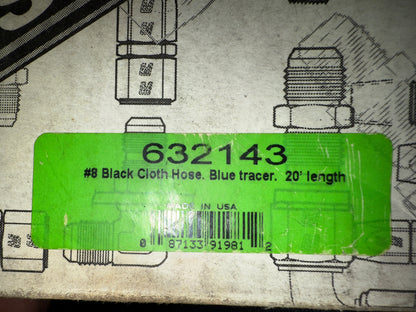 632143
#8 Black Cloth Hose. Blue tracer. 20' length
MADE IN USA
0 87133 91981 2